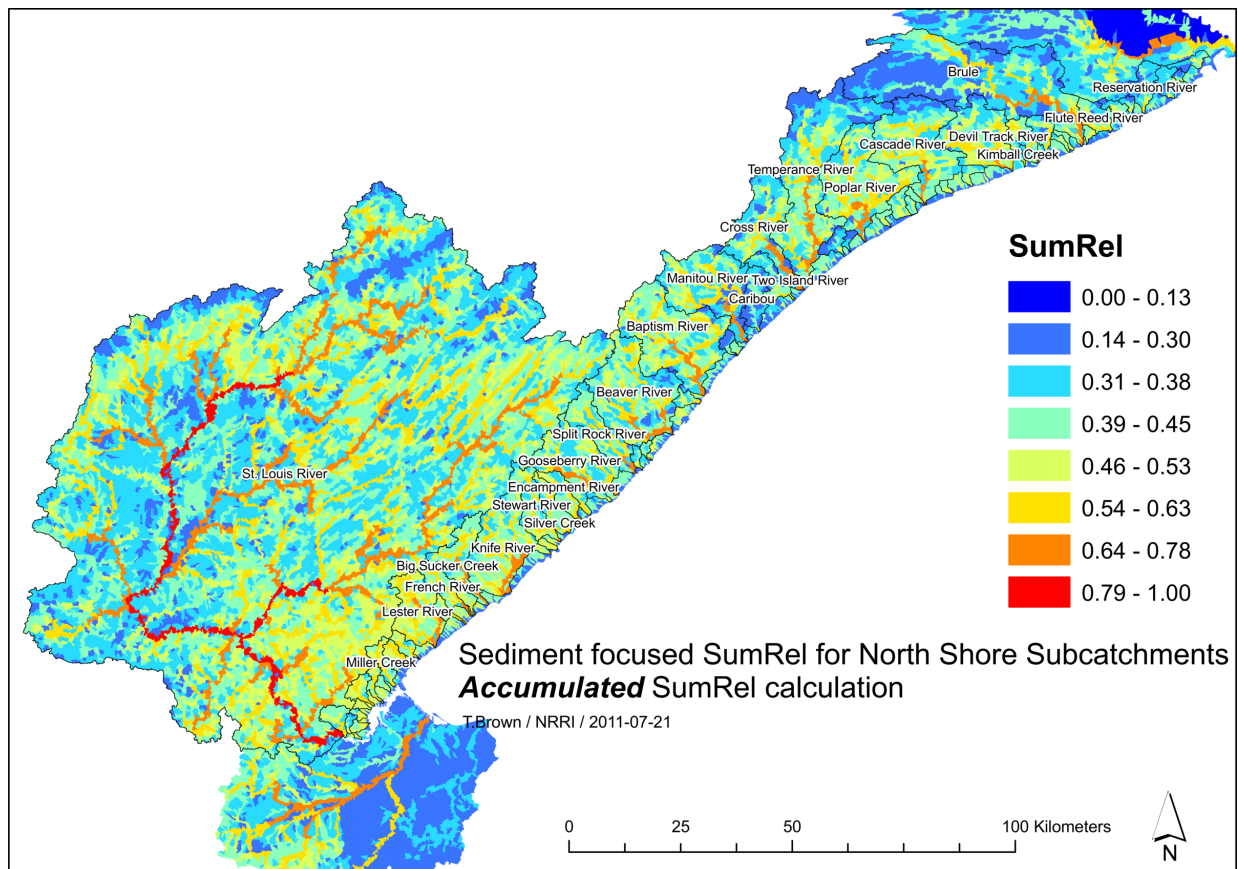 Brule
Reservation River
Flute Reed River
Devil Track River
Cascade River
Kimball Creek
Temperance River
Poplar River
Cross River
Manitou River
Two Island River
Caribou
Baptism River
Beaver River
Split Rock River
Gooseberry River
St. Louis River
Encampment River
Stewart River
Silver Creek
Knife River
Big Sucker Creek
French River
Lester River
Miller Creek
SumRel
0.00 - 0.13
0.14 - 0.30
0.31 - 0.38
0.39 - 0.45
0.46 - 0.53
0.54 - 0.63
0.64 - 0.78
0.79 - 1.00
Sediment focused SumRel for North Shore Subcatchments
Accumulated SumRel calculation
T.Brown / NRRI / 2011-07-21
0 25 50 100 Kilometers
N